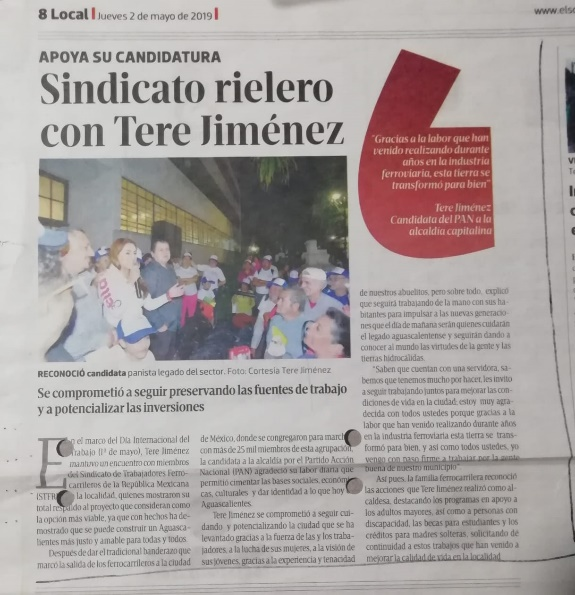 8 Local | Jueves 2 de mayo de 2019 |
www.els
APOYA SU CANDIDATURA
Sindicato rielero
con Tere Jiménez
"Gracias a la labor que han
venido realizando durante
años en la industria
ferroviaria, esta tierra se
transformó para bien"
Tere Jiménez
Candidata del PAN a la
alcaldía capitalina
RECONOCIÓ candidata panista legado del sector. Foto: Cortesía Tere Jiménez
Se comprometió a seguir preservando las fuentes de trabajo
y a potencializar las inversiones
En el marco del Día Internacional del
Trabajo (1º de mayo), Tere Jiménez
mantuvo un encuentro con miembros
del Sindicato de Trabajadores Ferro-
carrileros de la República Mexicana
de la localidad, quienes mostraron su
total respaldo al proyecto que consideran como
la opción más viable, ya que con hechos ha de-
mostrado que se puede construir un Aguasca-
lientes más justo y amable para todas y todos.
Después de dar el tradicional banderazo que
marcó la salida de los ferrocarrileros a la ciudad
de México, donde se congregaron para marchar
con más de 25 mil miembros de esta agrupación,
la candidata a la alcaldía por el Partido Acción
Nacional (PAN) agradeció su labor diaria que
permitió cimentar las bases sociales, económi-
cas, culturales y dar identidad a lo que hoy es
Aguascalientes.
Tere Jiménez se comprometió a seguir cui-
dando y potencializando la ciudad que se ha
levantado gracias a la fuerza de las y los traba-
jadores, a la lucha de sus mujeres, a la visión de
sus jóvenes, gracias a la experiencia y tenacidad
de nuestros abuelitos, pero sobre todo, explicó
que seguirá trabajando de la mano con sus ha-
bitantes para impulsar a las nuevas generacio-
nes que el día de mañana serán quienes cuidarán
el legado aguascalentense y seguirán dando a
conocer al mundo las virtudes de la gente y las
tierras hidrocálidas.
"Saben que cuentan con una servidora, sa-
bemos que tenemos mucho por hacer, les invito
a seguir trabajando juntos para mejorar las con-
diciones de vida en la ciudad, estoy muy agra-
decida con todos ustedes porque gracias a la
labor que han venido realizando durante años
en la industria ferroviaria esta tierra se trans-
formó para bien, y así como todos ustedes, yo
vengo con paso firme a trabajar por la gente
buena de nuestro municipio".
Así pues, la familia ferrocarrilera reconoció
las acciones que Tere Jiménez realizó como al-
caldesa, destacando los programas en apoyo a
los adultos mayores, así como a personas con
discapacidad, las becas para estudiantes y los
créditos para madres solteras, solicitando de
continuidad a estos trabajos que han venido a
mejorar la calidad de vida en la localidad